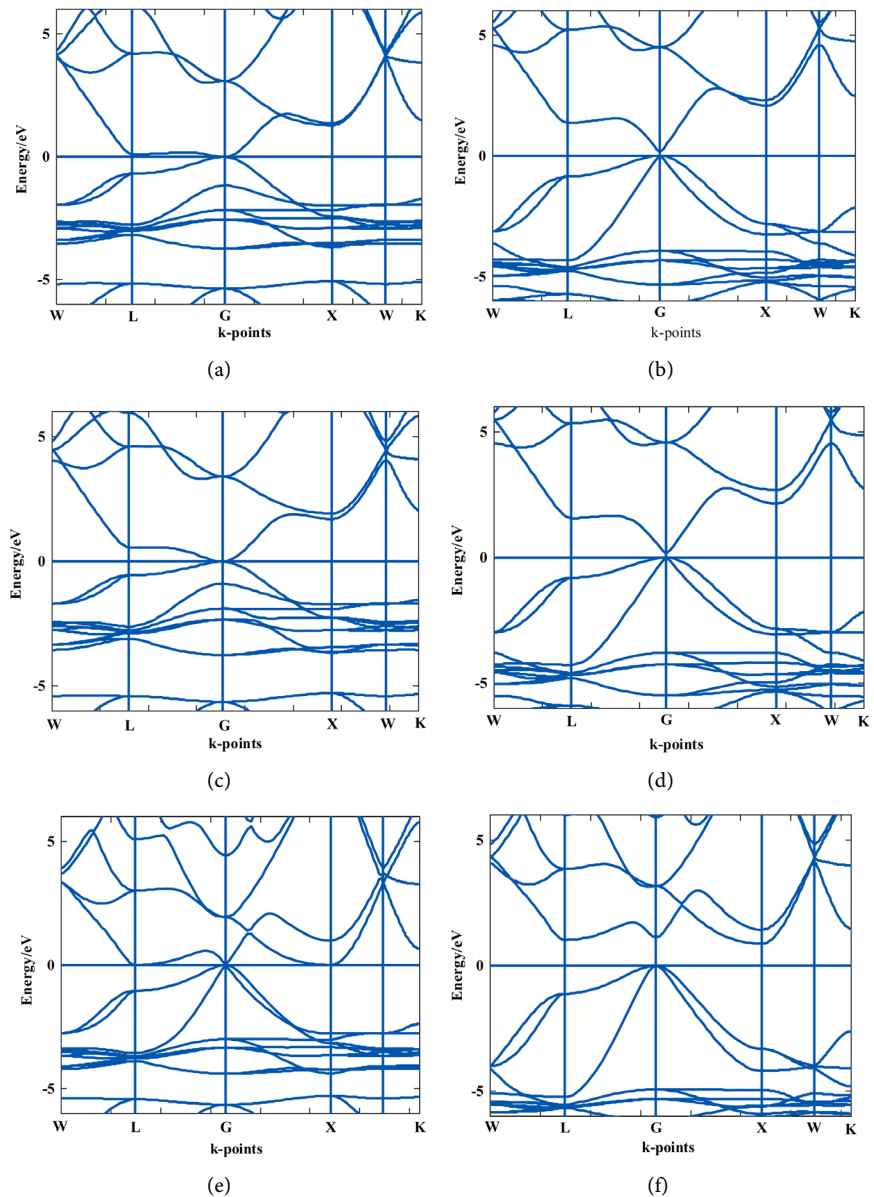 5
0
-5
Energy/eV
W L G X W K
k-points
(a)
5
0
-5
Energy/eV
W L G X W K
k-points
(b)
5
0
-5
Energy/eV
W L G X W K
k-points
(c)
5
0
-5
Energy/eV
W L G X W K
k-points
(d)
5
0
-5
Energy/eV
W L G X W K
k-points
(e)
5
0
-5
Energy/eV
W L G X W K
k-points
(f)